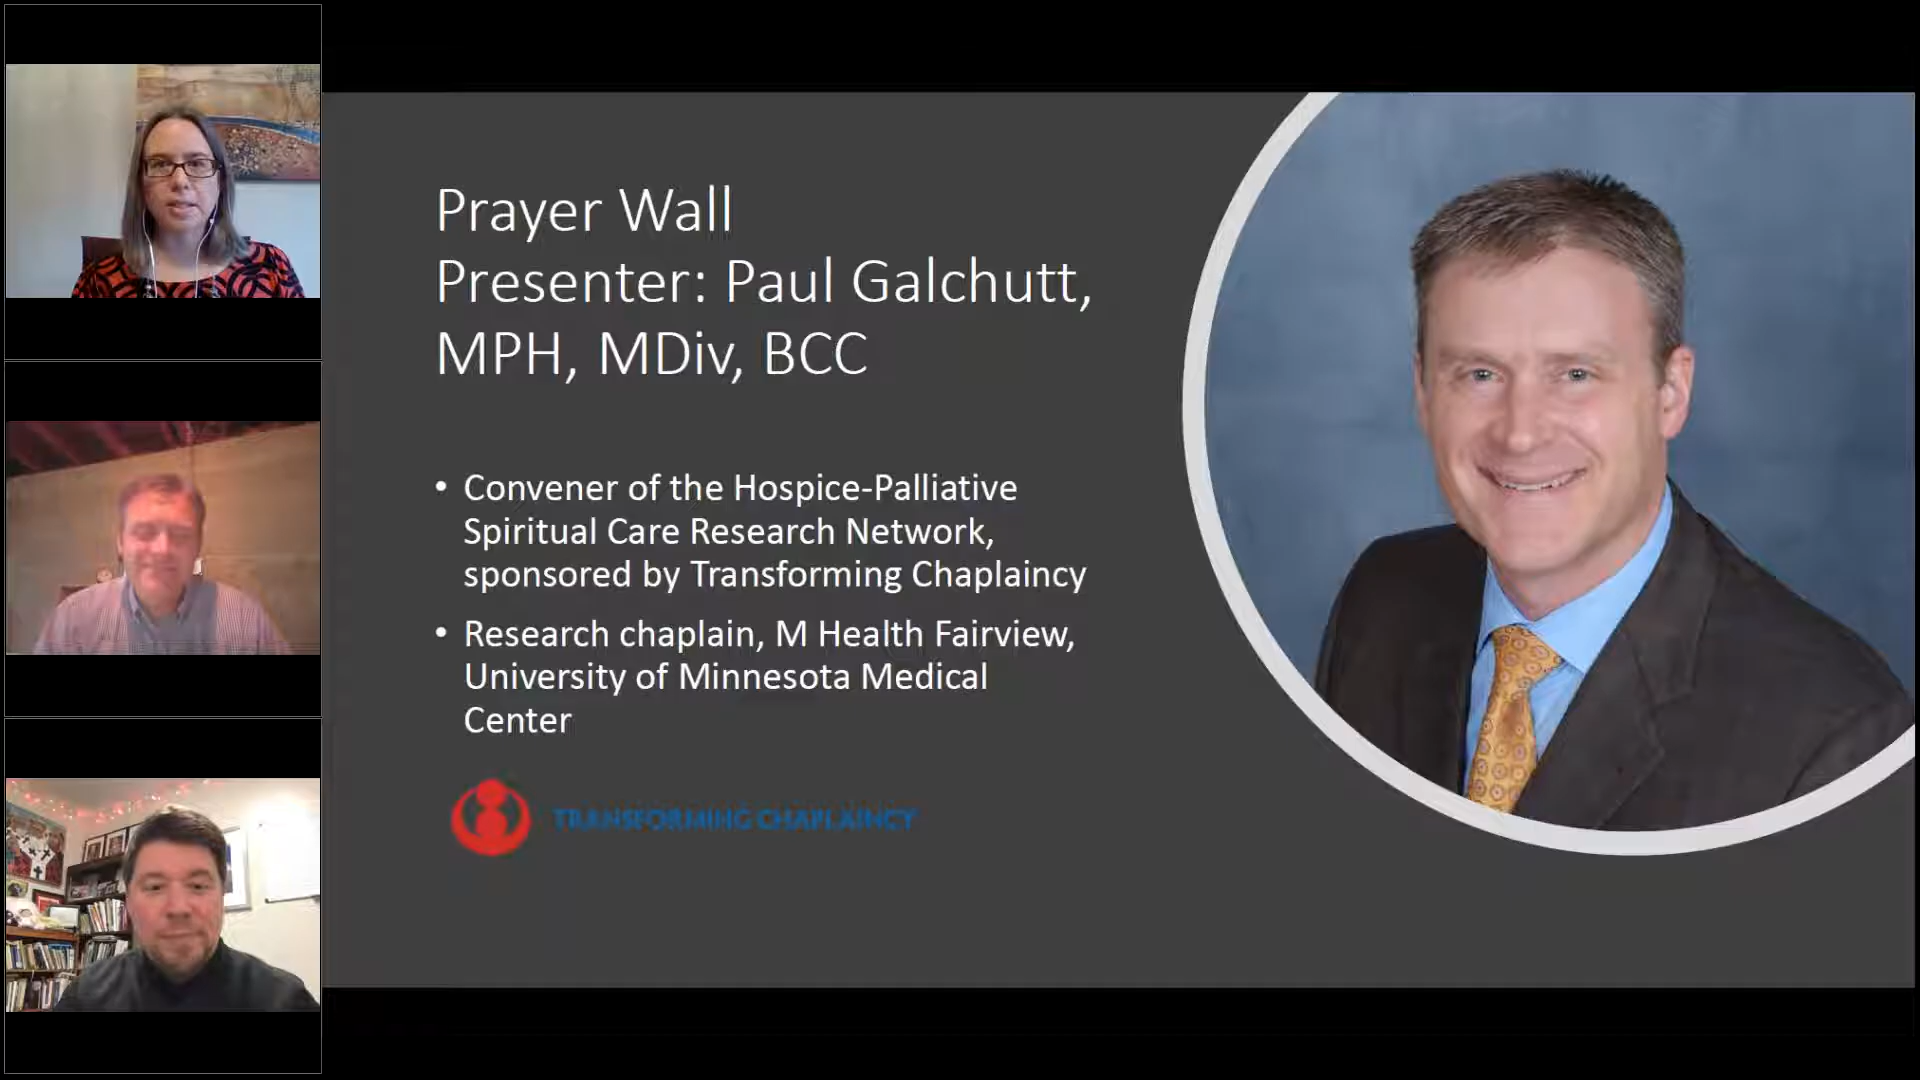 Prayer Wall
Presenter: Paul Galchutt,
MPH, MDiv, BCC
• Convener of the Hospice-Palliative
Spiritual Care Research Network,
sponsored by Transforming Chaplaincy
• Research chaplain, M Health Fairview,
University of Minnesota Medical
Center
TRANSFORMING CHAPLAINCY